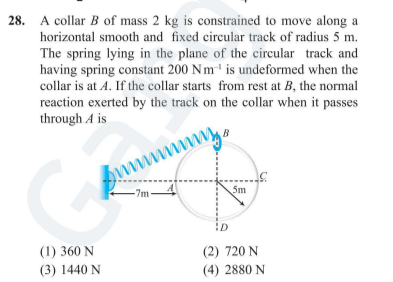 28. A collar B of mass 2 kg is constrained to move along a
horizontal smooth and fixed circular track of radius 5 m.
The spring lying in the plane of the circular track and
having spring constant 200 N m⁻¹ is undeformed when the
collar is at A. If the collar starts from rest at B, the normal
reaction exerted by the track on the collar when it passes
through A is
B
C
7m
A
5m
D
(1) 360 N (2) 720 N
(3) 1440 N (4) 2880 N